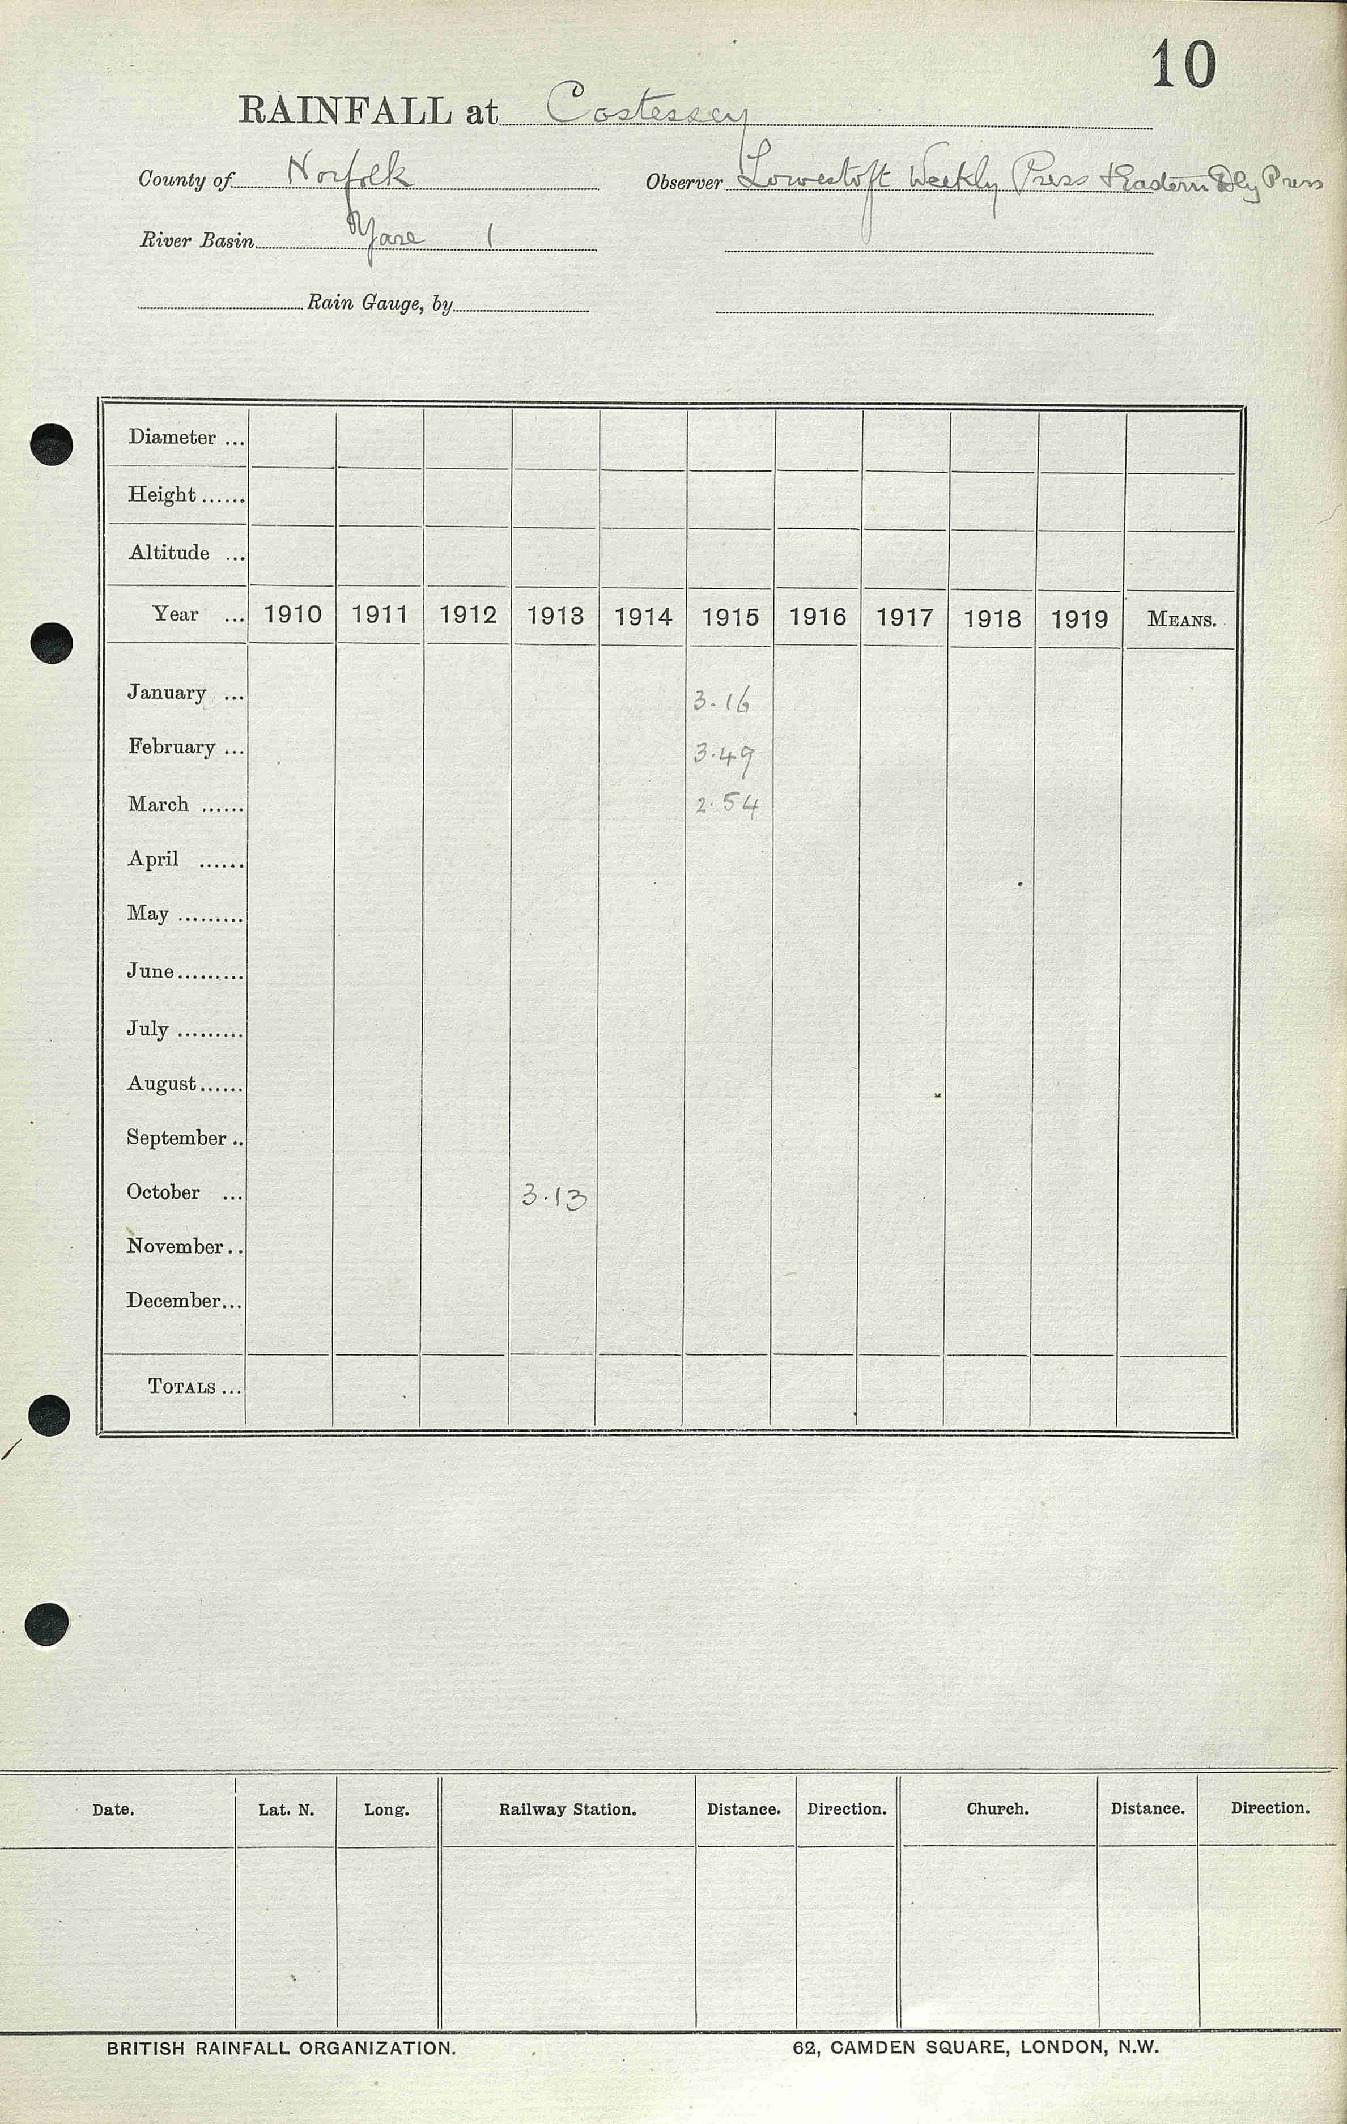 10
RAINFALL at Costessey
County of Norfolk Observer Lowestoft Weekly Press & Eastern Dly Press
River Basin Yare 1
Rain Gauge, by
Diameter ...
Height ......
Altitude ...
Year ... 1910 1911 1912 1913 1914 1915 1916 1917 1918 1919 MEANS.
January ... 3.16
February ... 3.49
March ...... 2.54
April ......
May .........
June.........
July .........
August......
September ..
October ... 3.13
November..
December...
TOTALS ...
Date. Lat. N. Long. Railway Station. Distance. Direction. Church. Distance. Direction.
BRITISH RAINFALL ORGANIZATION. 62, CAMDEN SQUARE, LONDON, N.W.